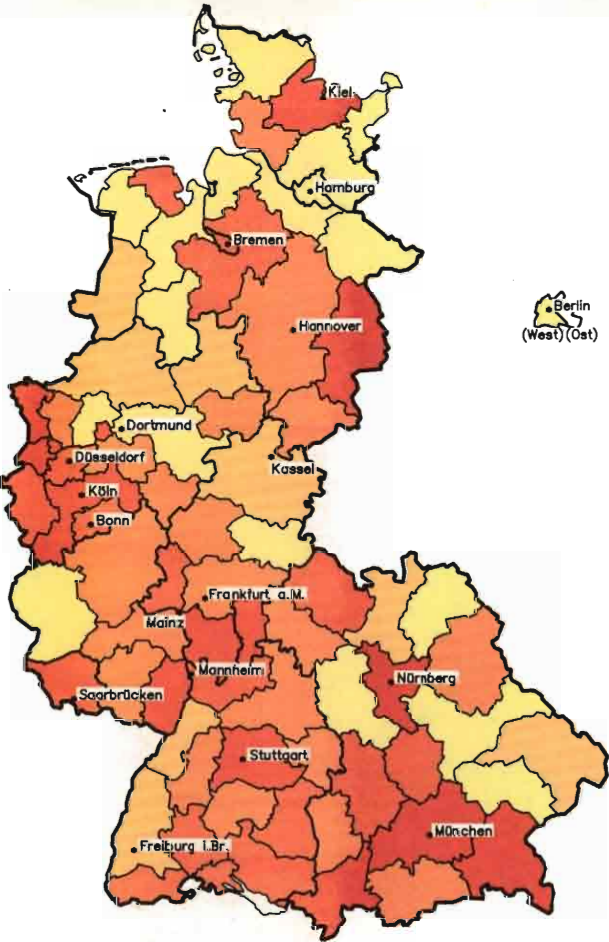 Kiel
Hamburg
Bremen
Berlin
(West) (Ost)
Hannover
Dortmund
Düsseldorf
Kassel
Köln
Bonn
Frankfurt a.M.
Mainz
Mannheim
Nürnberg
Saarbrücken
Stuttgart
München
Freiburg i.Br.